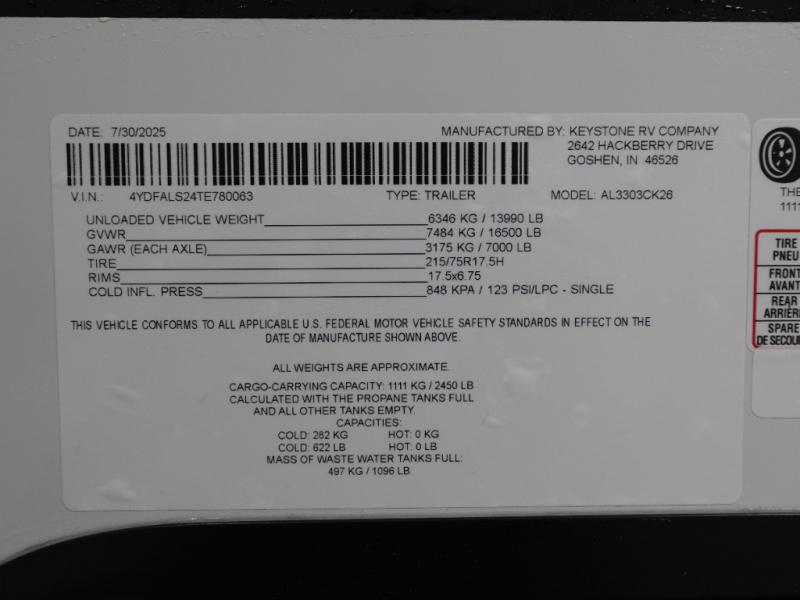 DATE: 7/30/2025
MANUFACTURED BY: KEYSTONE RV COMPANY
2642 HACKBERRY DRIVE
GOSHEN, IN 46526
V.I.N.: 4YDFALS24TE780063 TYPE: TRAILER MODEL: AL3303CK26
UNLOADED VEHICLE WEIGHT 6346 KG / 13990 LB
GVWR 7484 KG / 16500 LB
GAWR (EACH AXLE) 3175 KG / 7000 LB
TIRE 215/75R17.5H
RIMS 17.5x6.75
COLD INFL. PRESS 848 KPA / 123 PSI/LPC - SINGLE
THIS VEHICLE CONFORMS TO ALL APPLICABLE U.S. FEDERAL MOTOR VEHICLE SAFETY STANDARDS IN EFFECT ON THE
DATE OF MANUFACTURE SHOWN ABOVE.
ALL WEIGHTS ARE APPROXIMATE.
CARGO-CARRYING CAPACITY: 1111 KG / 2450 LB
CALCULATED WITH THE PROPANE TANKS FULL
AND ALL OTHER TANKS EMPTY.
CAPACITIES:
COLD: 282 KG HOT: 0 KG
COLD: 622 LB HOT: 0 LB
MASS OF WASTE WATER TANKS FULL:
497 KG / 1096 LB
THE
1111
TIRE
PNEU
FRONT
AVANT
REAR
ARRIÈR
SPARE
DE SECOUR